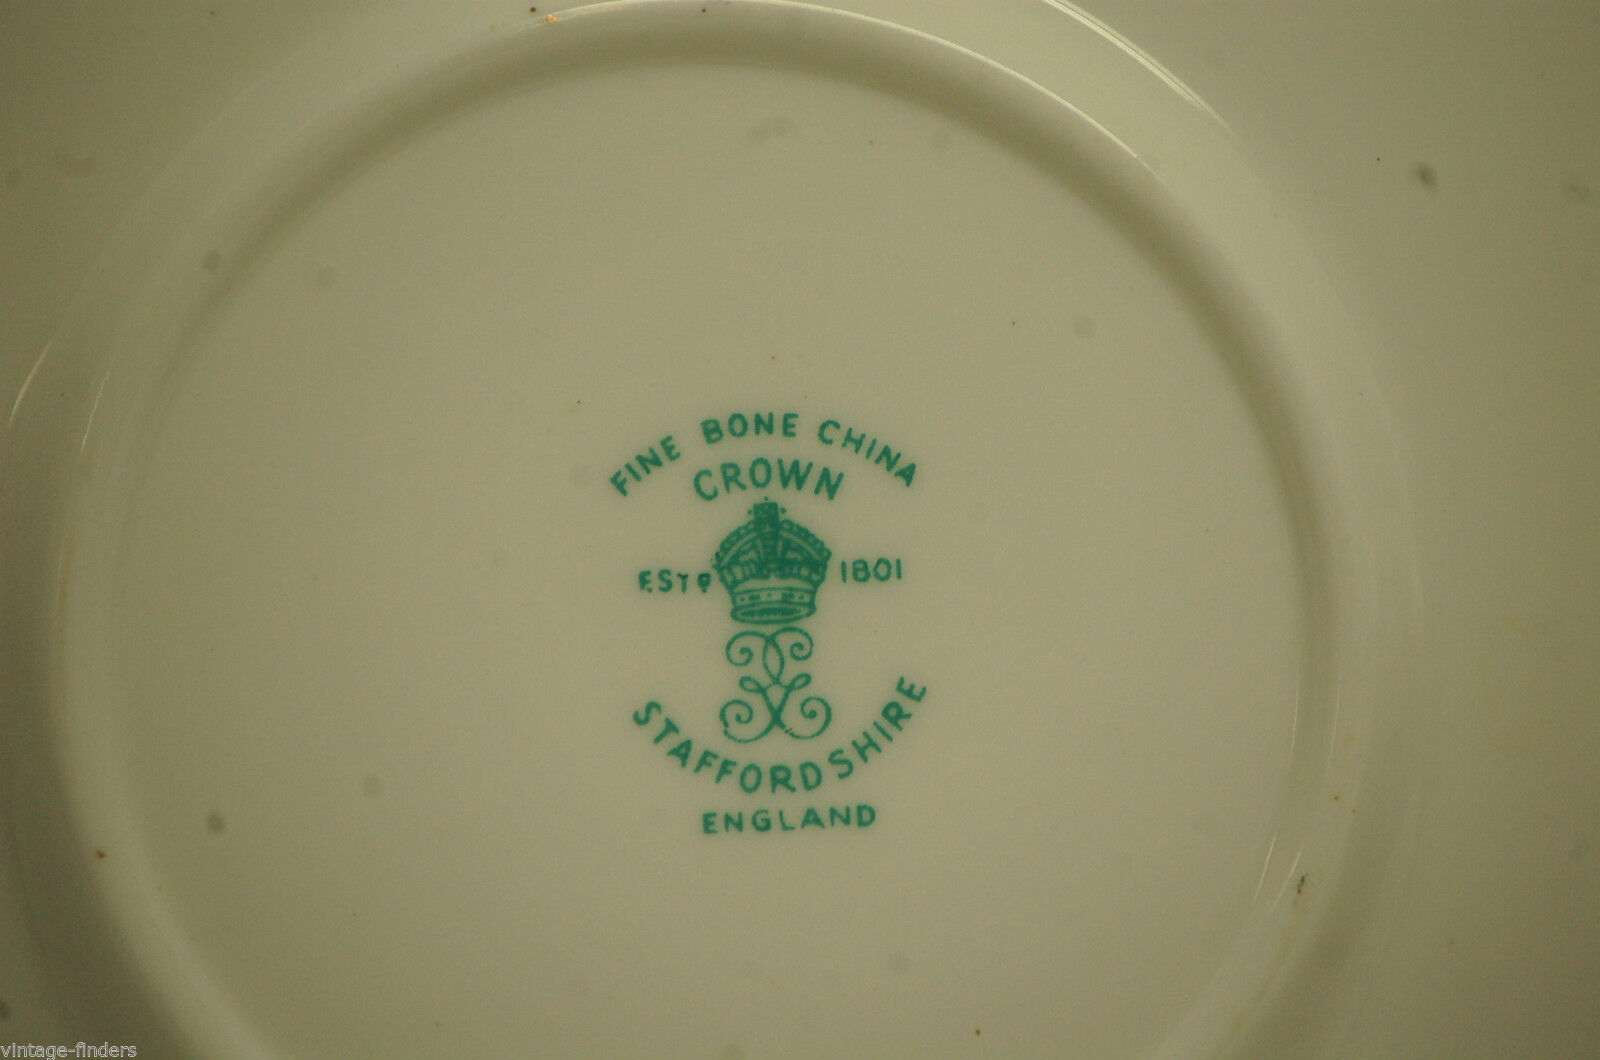 FINE BONE CHINA
CROWN
ESTD 1801
STAFFORDSHIRE
ENGLAND
vintage-finders